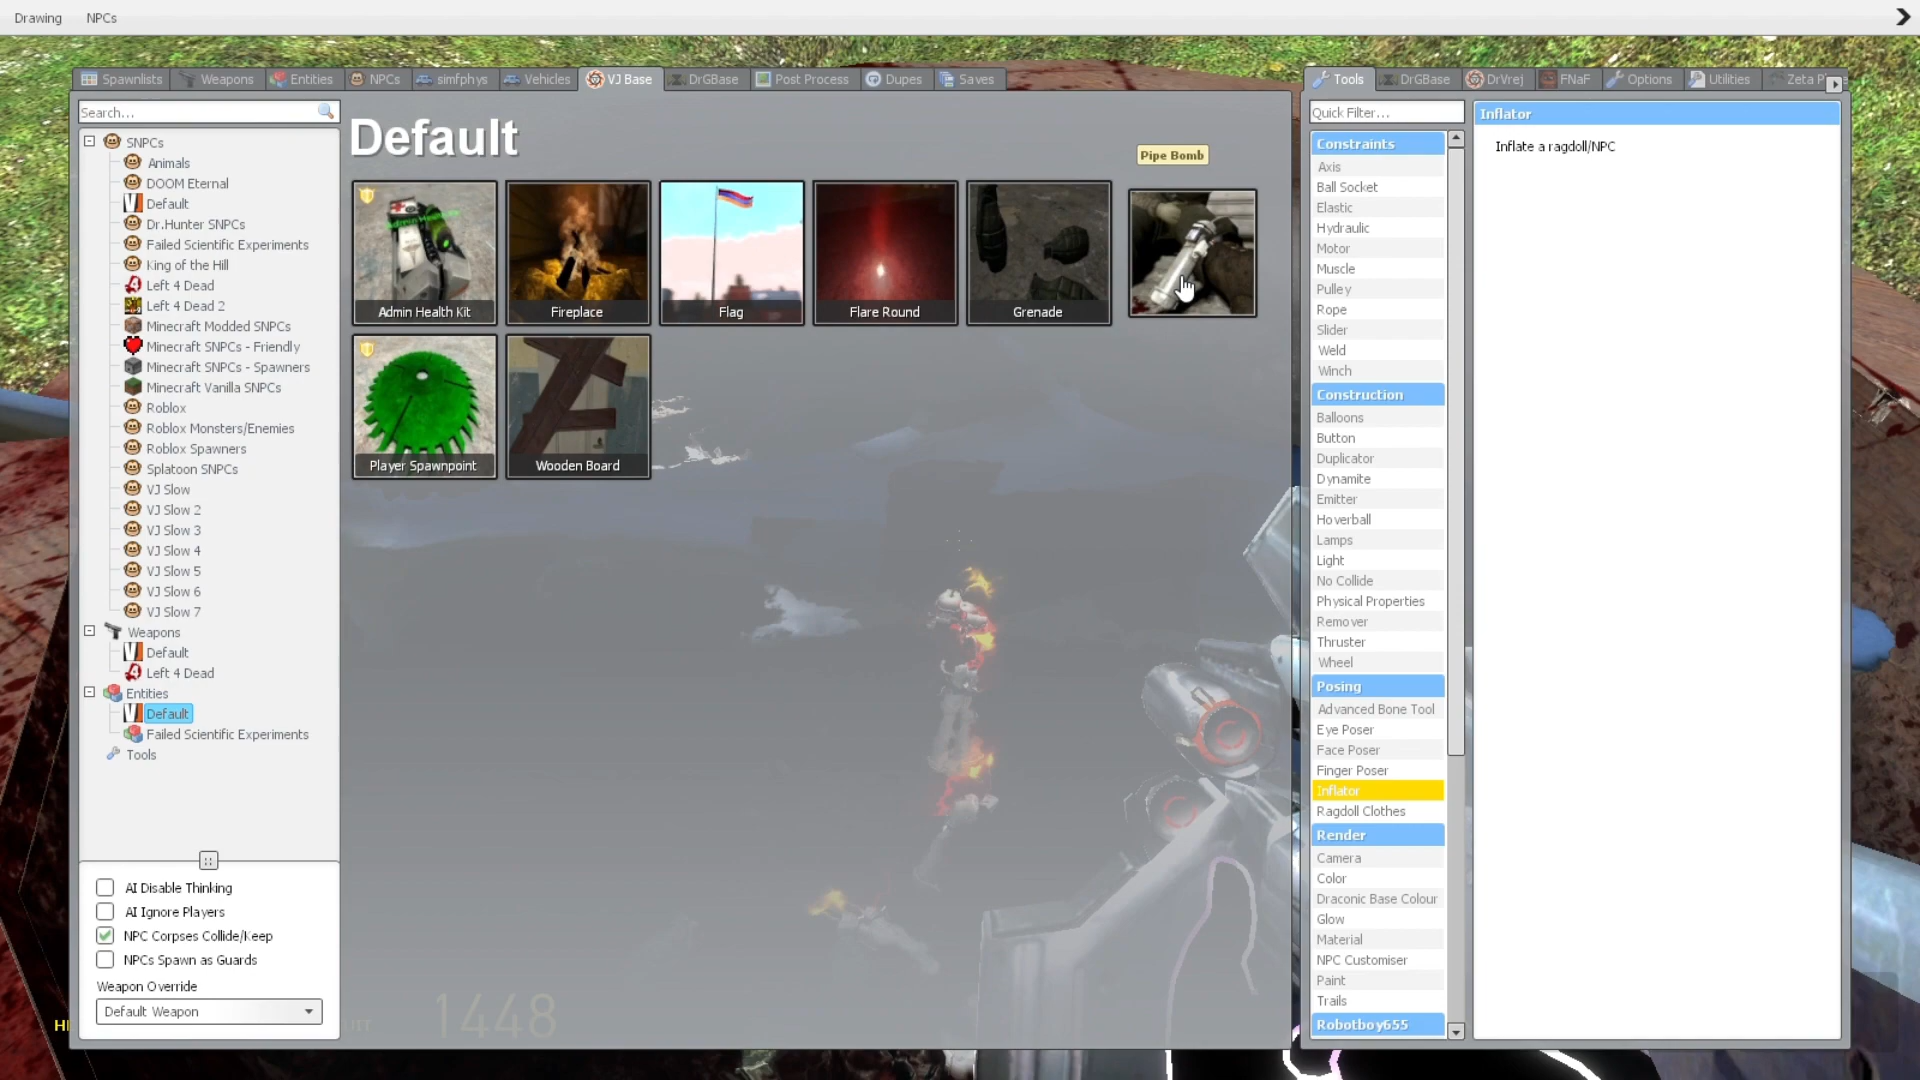 Drawing NPCs
Spawnlists Weapons Entities NPCs simfphys Vehicles VJ Base DrGBase Post Process Dupes Saves
Tools DrGBase DrVrej FNaF Options Utilities Zeta
Search...
SNPCs
Animals
DOOM Eternal
Default
Dr.Hunter SNPCs
Failed Scientific Experiments
King of the Hill
Left 4 Dead
Left 4 Dead 2
Minecraft Modded SNPCs
Minecraft SNPCs - Friendly
Minecraft SNPCs - Spawners
Minecraft Vanilla SNPCs
Roblox
Roblox Monsters/Enemies
Roblox Spawners
Splatoon SNPCs
VJ Slow
VJ Slow 2
VJ Slow 3
VJ Slow 4
VJ Slow 5
VJ Slow 6
VJ Slow 7
Weapons
Default
Left 4 Dead
Entities
Default
Failed Scientific Experiments
Tools
AI Disable Thinking
AI Ignore Players
NPC Corpses Collide/Keep
NPCs Spawn as Guards
Weapon Override
Default Weapon
Default
Pipe Bomb
Admin Health Kit
Fireplace
Flag
Flare Round
Grenade
Player Spawnpoint
Wooden Board
1448
Quick Filter...
Constraints
Axis
Ball Socket
Elastic
Hydraulic
Motor
Muscle
Pulley
Rope
Slider
Weld
Winch
Construction
Balloons
Button
Duplicator
Dynamite
Emitter
Hoverball
Lamps
Light
No Collide
Physical Properties
Remover
Thruster
Wheel
Posing
Advanced Bone Tool
Eye Poser
Face Poser
Finger Poser
Inflator
Ragdoll Clothes
Render
Camera
Color
Draconic Base Colour
Glow
Material
NPC Customiser
Paint
Trails
Robotboy655
Inflator
Inflate a ragdoll/NPC